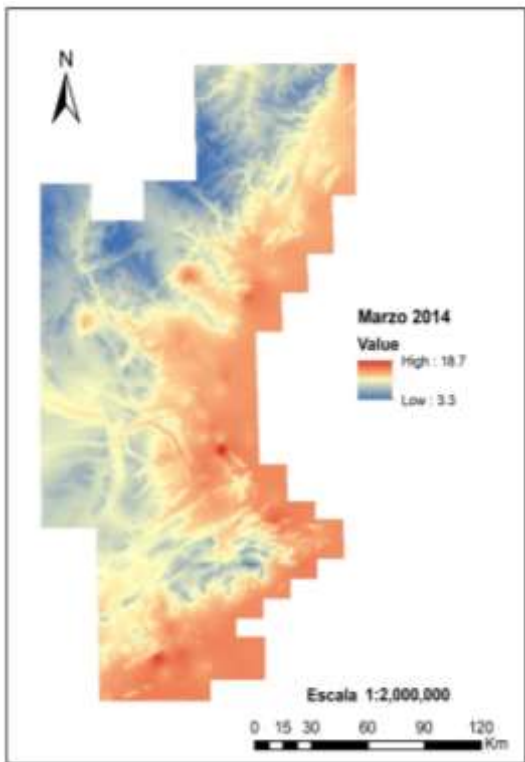 N
Marzo 2014
Value
High : 18.7
Low : 3.3
Escala 1:2,000,000
0 15 30 60 90 120
Km